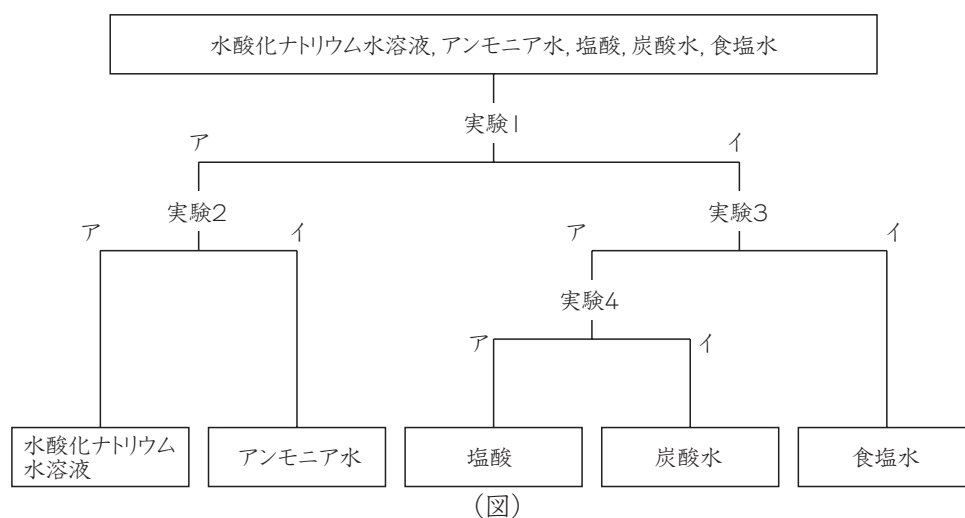 水酸化ナトリウム水溶液, アンモニア水, 塩酸, 炭酸水, 食塩水
実験1
ア
イ
実験2
実験3
ア
イ
ア
イ
実験4
ア
イ
水酸化ナトリウム
水溶液
アンモニア水
塩酸
炭酸水
食塩水
(図)